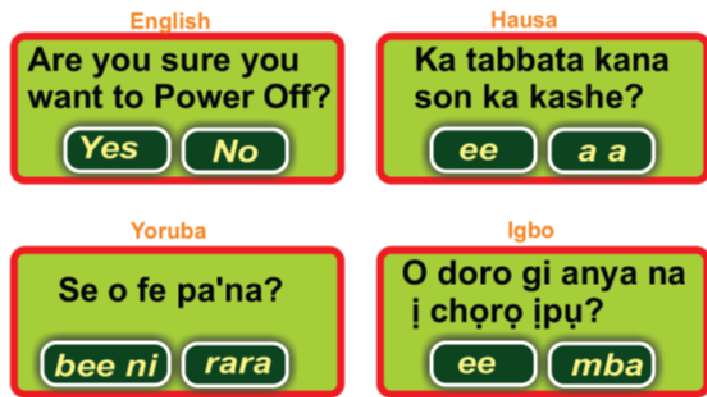 English
Are you sure you
want to Power Off?
Yes No
Hausa
Ka tabbata kana
son ka kashe?
ee a a
Yoruba
Se o fe pa'na?
bee ni rara
Igbo
O doro gi anya na
ị chọrọ ịpụ?
ee mba